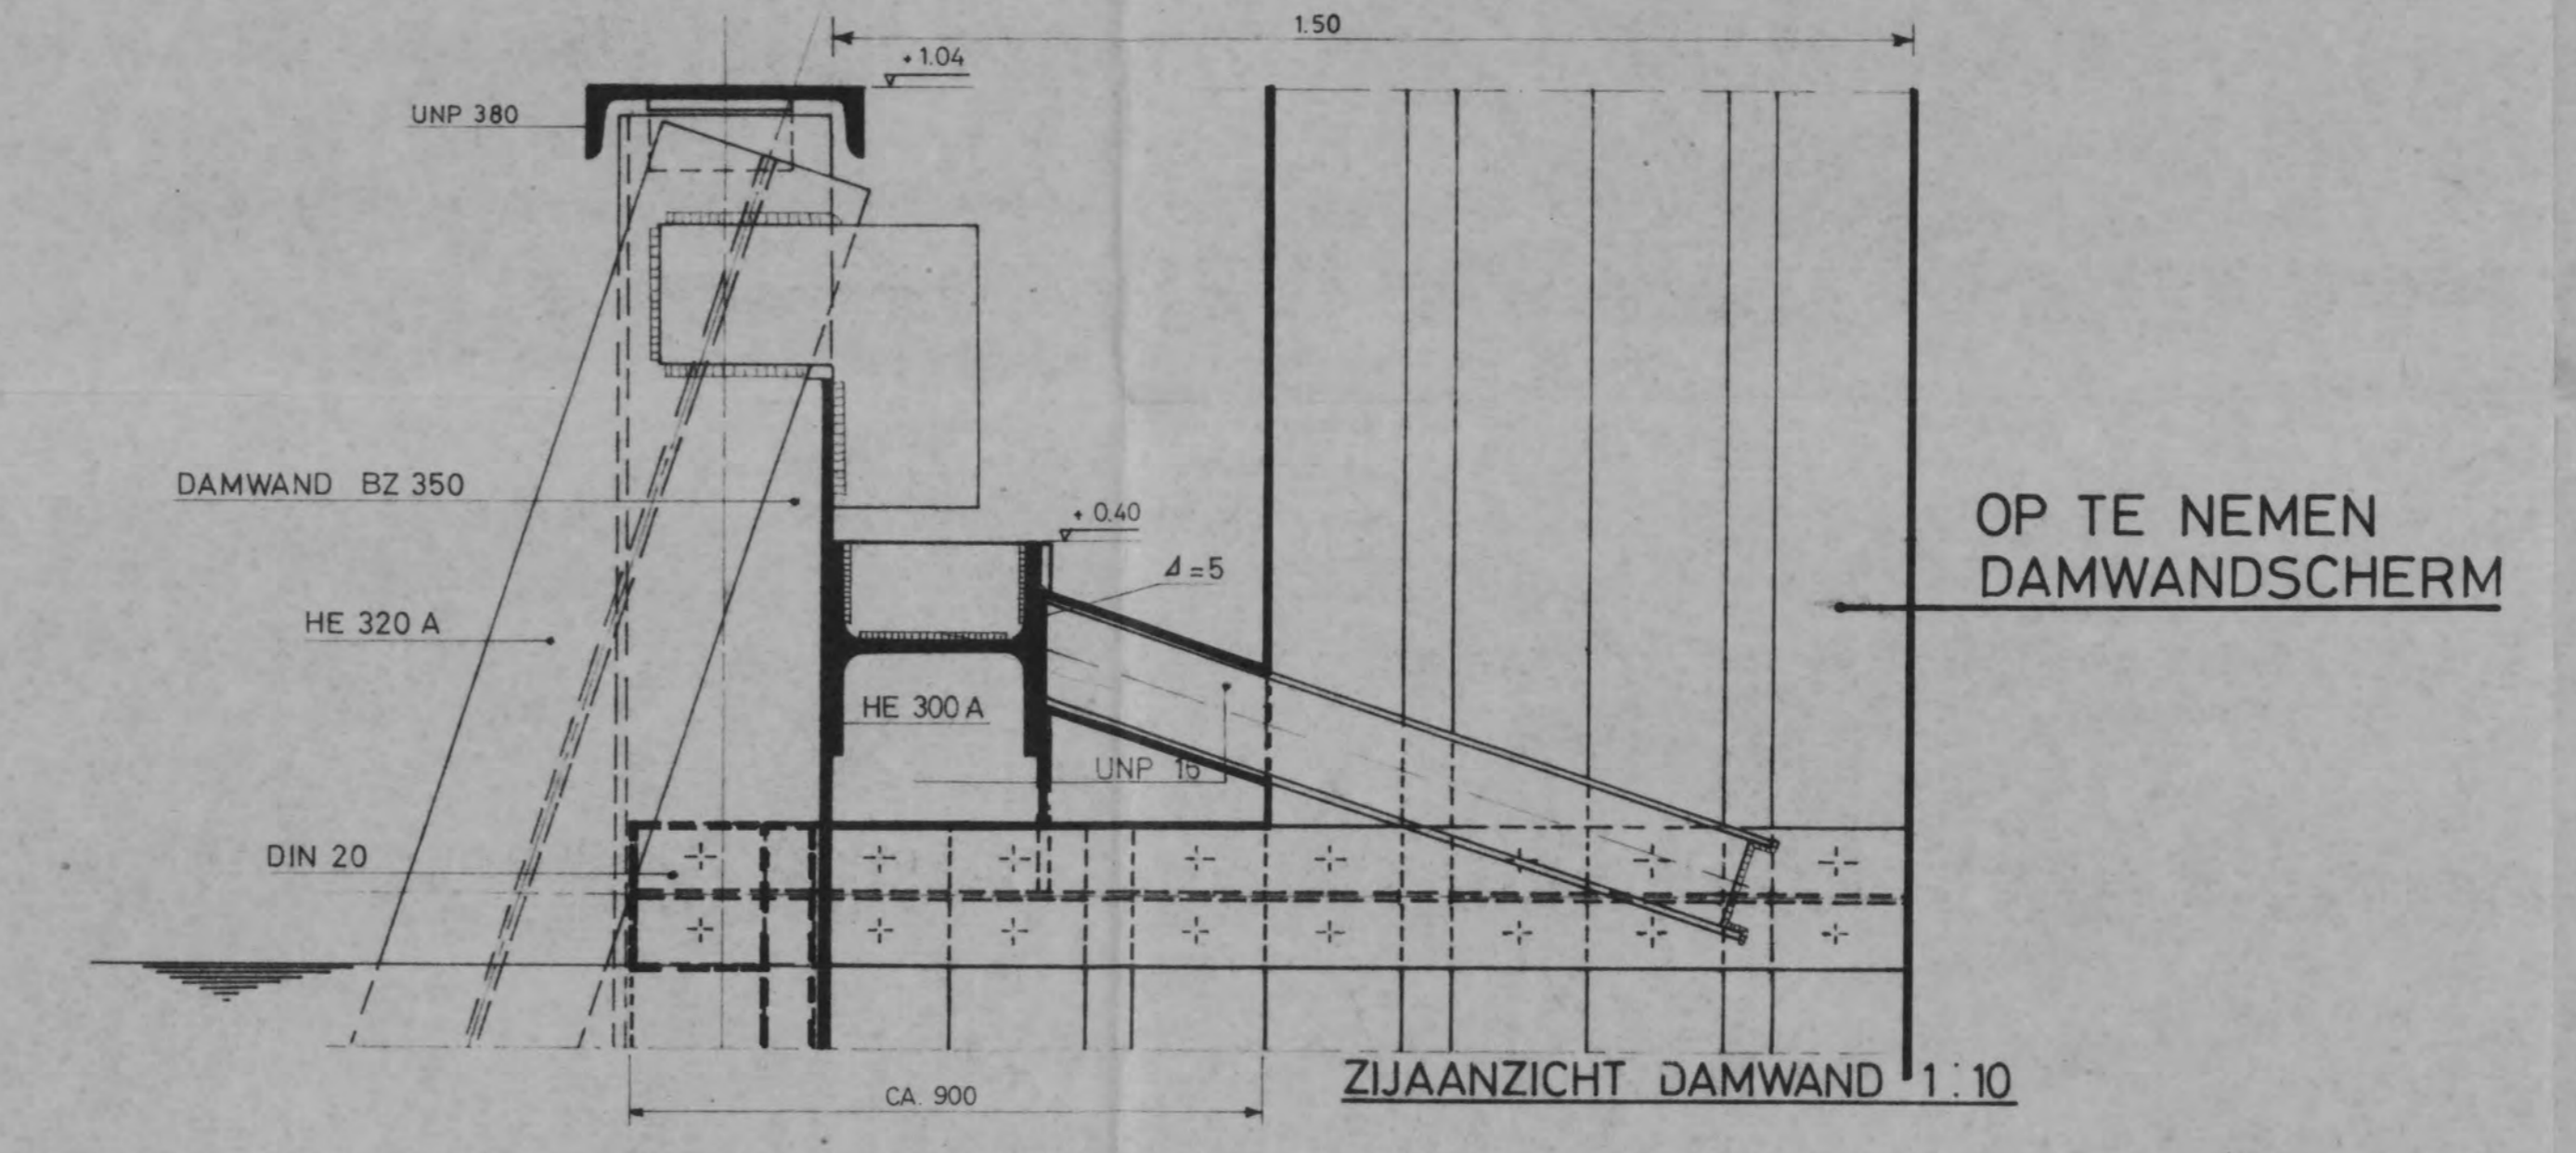 1.50
+ 1.04
UNP 380
DAMWAND BZ 350
+ 0.40
OP TE NEMEN
DAMWANDSCHERM
⊿ = 5
HE 320 A
HE 300 A
UNP 16
DIN 20
ZIJAANZICHT DAMWAND 1:10
CA. 900